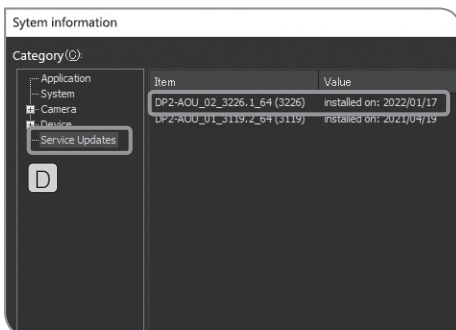 Sytem information
Category(C):
Application
System
Camera
Device
Service Updates
D
Item Value
DP2-AOU_02_3226.1_64 (3226) installed on: 2022/01/17
DP2-AOU_01_3119.2_64 (3119) installed on: 2021/04/19